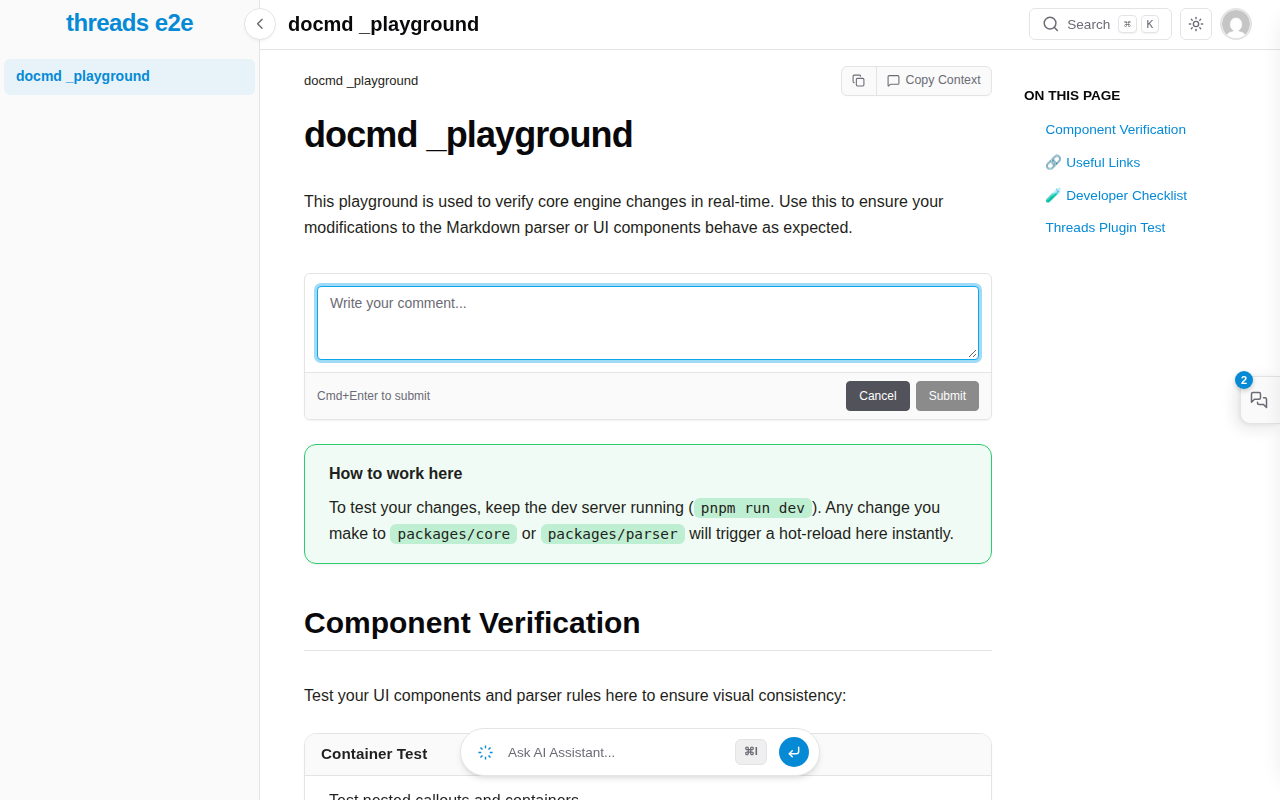 threads e2e
docmd _playground
Search ⌘ K
docmd _playground
docmd _playground
Copy Context
ON THIS PAGE
Component Verification
🔗 Useful Links
🧪 Developer Checklist
Threads Plugin Test
docmd _playground
This playground is used to verify core engine changes in real-time. Use this to ensure your
modifications to the Markdown parser or UI components behave as expected.
Write your comment...
Cmd+Enter to submit
Cancel
Submit
2
How to work here
To test your changes, keep the dev server running (pnpm run dev). Any change you
make to packages/core or packages/parser will trigger a hot-reload here instantly.
Component Verification
Test your UI components and parser rules here to ensure visual consistency:
Container Test
Ask AI Assistant...
⌘I
Test nested callouts and containers